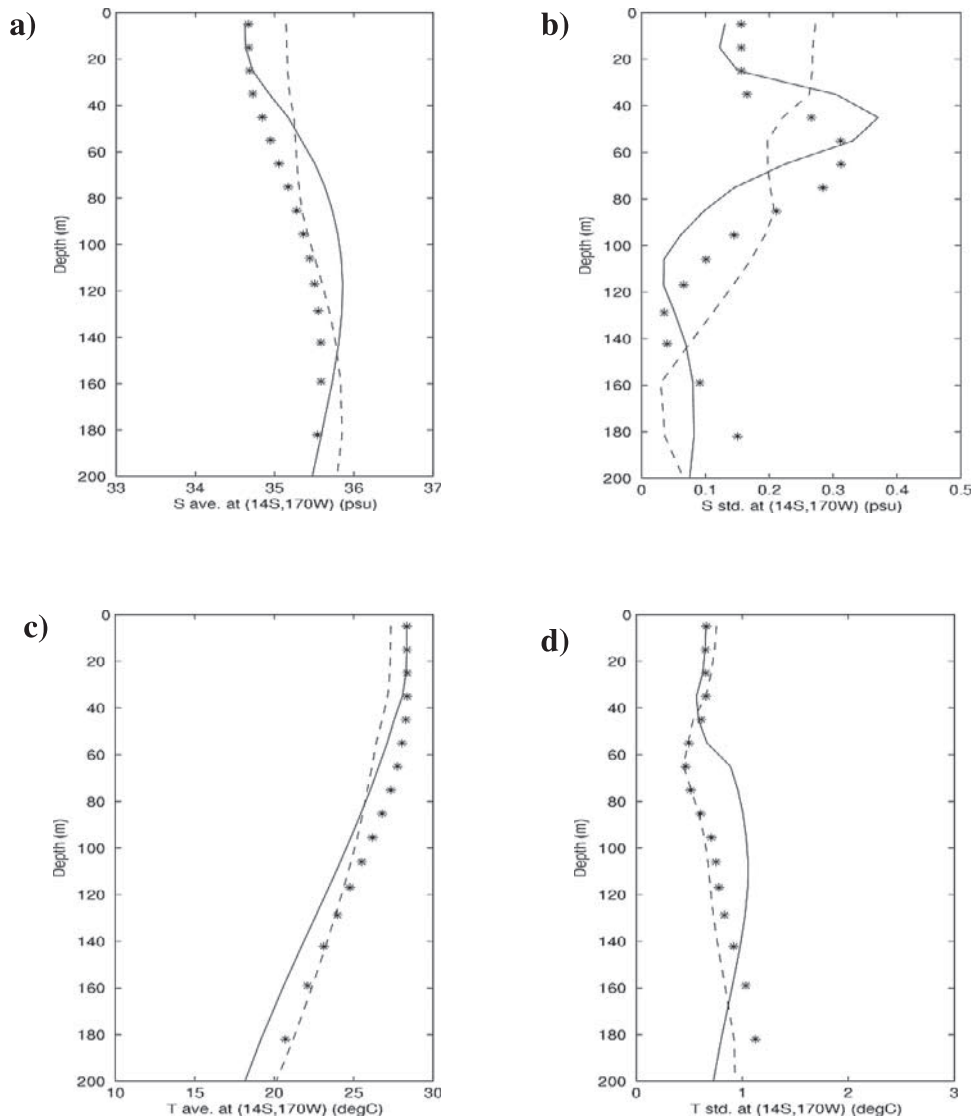 a)
0
20
40
60
80
100
120
140
160
180
200
Depth (m)
33 34 35 36 37
S ave. at (14S,170W) (psu)
b)
0
20
40
60
80
100
120
140
160
180
200
Depth (m)
0 0.1 0.2 0.3 0.4 0.5
S std. at (14S,170W) (psu)
c)
0
20
40
60
80
100
120
140
160
180
200
Depth (m)
10 15 20 25 30
T ave. at (14S,170W) (degC)
d)
0
20
40
60
80
100
120
140
160
180
200
Depth (m)
0 1 2 3
T std. at (14S,170W) (degC)